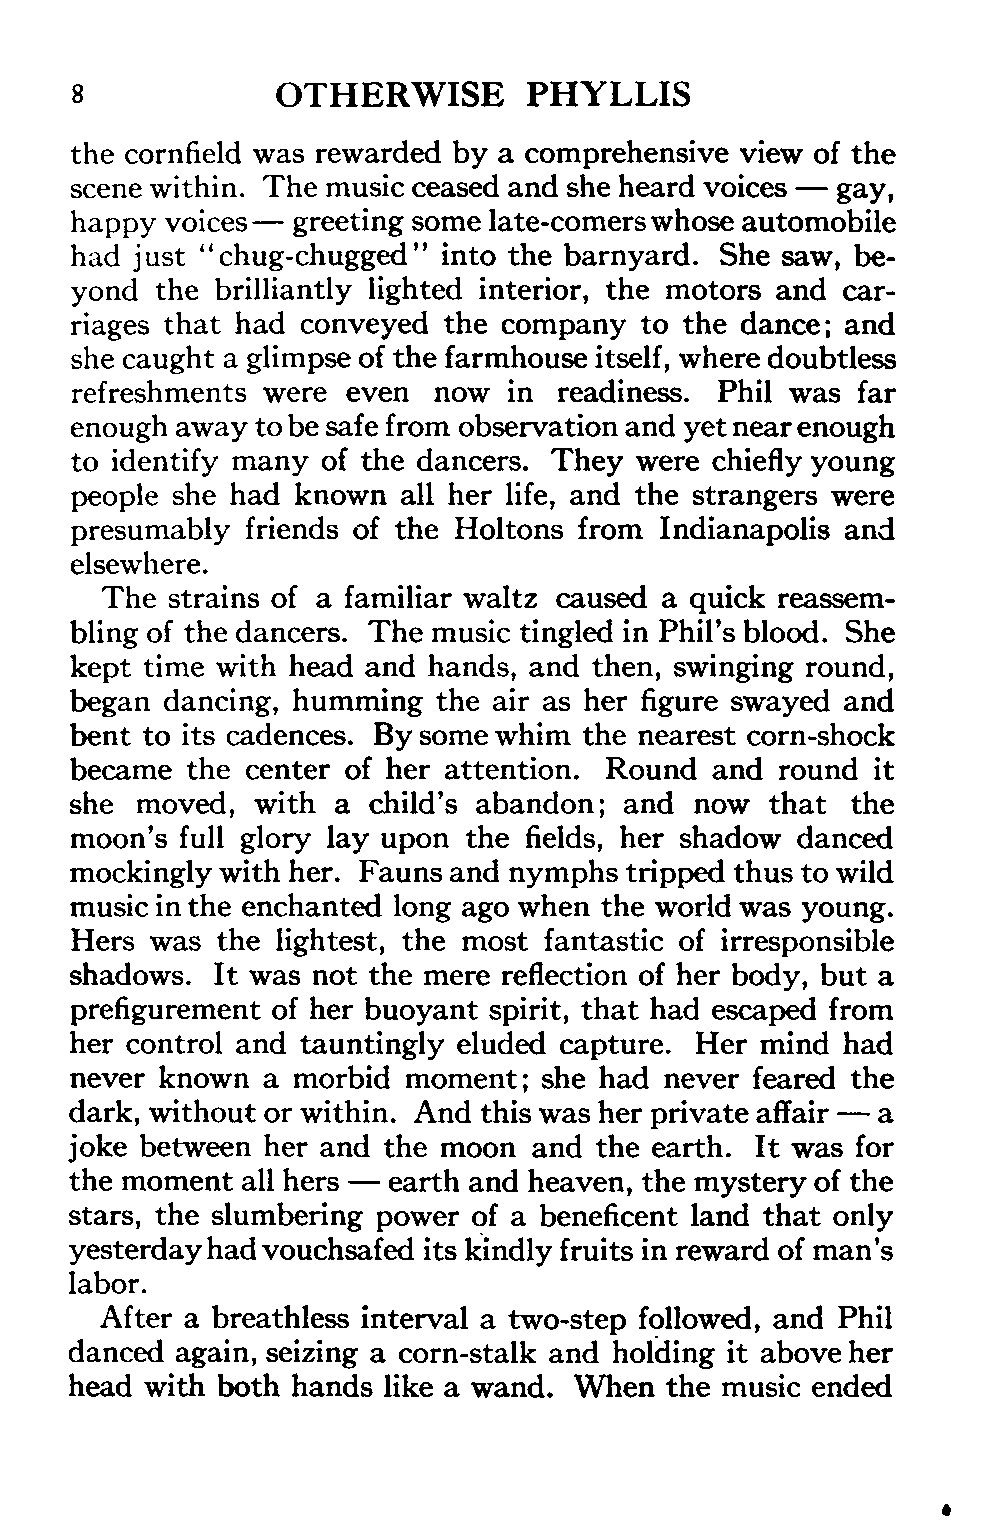 8 OTHERWISE PHYLLIS
the cornfield was rewarded by a comprehensive view of the
scene within. The music ceased and she heard voices — gay,
happy voices — greeting some late-comers whose automobile
had just "chug-chugged" into the barnyard. She saw, be-
yond the brilliantly lighted interior, the motors and car-
riages that had conveyed the company to the dance; and
she caught a glimpse of the farmhouse itself, where doubtless
refreshments were even now in readiness. Phil was far
enough away to be safe from observation and yet near enough
to identify many of the dancers. They were chiefly young
people she had known all her life, and the strangers were
presumably friends of the Holtons from Indianapolis and
elsewhere.
The strains of a familiar waltz caused a quick reassem-
bling of the dancers. The music tingled in Phil's blood. She
kept time with head and hands, and then, swinging round,
began dancing, humming the air as her figure swayed and
bent to its cadences. By some whim the nearest corn-shock
became the center of her attention. Round and round it
she moved, with a child's abandon; and now that the
moon's full glory lay upon the fields, her shadow danced
mockingly with her. Fauns and nymphs tripped thus to wild
music in the enchanted long ago when the world was young.
Hers was the lightest, the most fantastic of irresponsible
shadows. It was not the mere reflection of her body, but a
prefigurement of her buoyant spirit, that had escaped from
her control and tauntingly eluded capture. Her mind had
never known a morbid moment; she had never feared the
dark, without or within. And this was her private affair — a
joke between her and the moon and the earth. It was for
the moment all hers — earth and heaven, the mystery of the
stars, the slumbering power of a beneficent land that only
yesterday had vouchsafed its kindly fruits in reward of man's
labor.
After a breathless interval a two-step followed, and Phil
danced again, seizing a corn-stalk and holding it above her
head with both hands like a wand. When the music ended